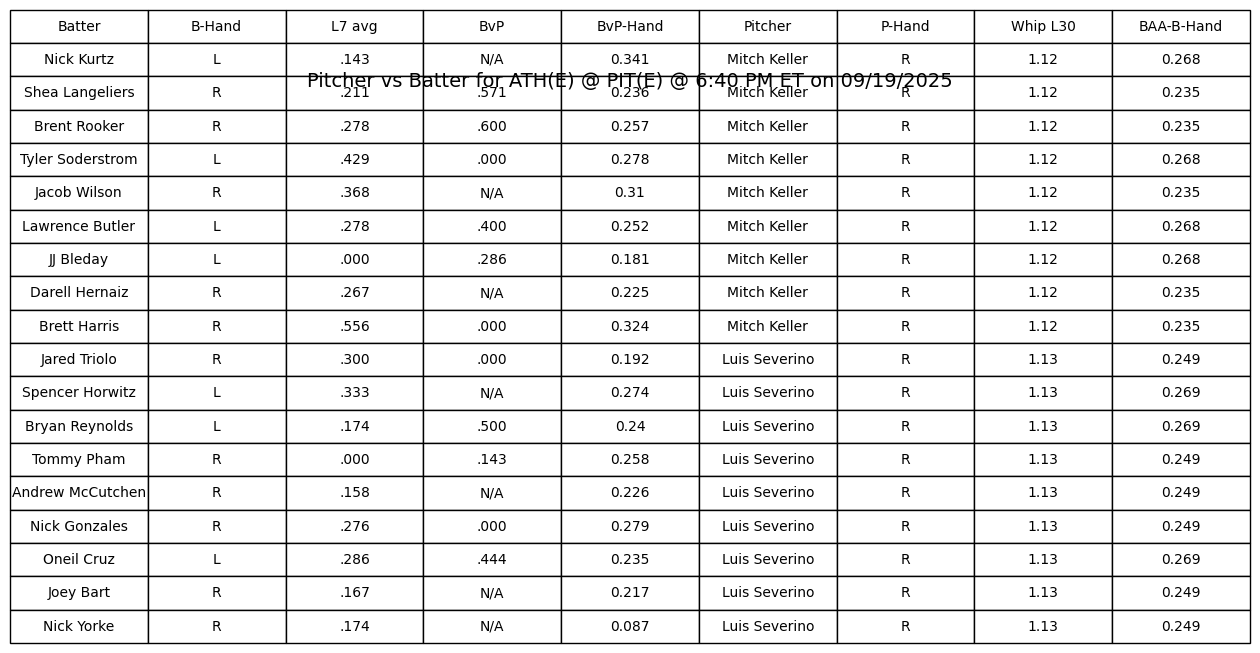 Batter B-Hand L7 avg BvP BvP-Hand Pitcher P-Hand Whip L30 BAA-B-Hand
Nick Kurtz L .143 N/A 0.341 Mitch Keller R 1.12 0.268
Pitcher vs Batter for ATH(E) @ PIT(E) @ 6:40 PM ET on 09/19/2025
Shea Langeliers R .211 .571 0.236 Mitch Keller R 1.12 0.235
Brent Rooker R .278 .600 0.257 Mitch Keller R 1.12 0.235
Tyler Soderstrom L .429 .000 0.278 Mitch Keller R 1.12 0.268
Jacob Wilson R .368 N/A 0.31 Mitch Keller R 1.12 0.235
Lawrence Butler L .278 .400 0.252 Mitch Keller R 1.12 0.268
JJ Bleday L .000 .286 0.181 Mitch Keller R 1.12 0.268
Darell Hernaiz R .267 N/A 0.225 Mitch Keller R 1.12 0.235
Brett Harris R .556 .000 0.324 Mitch Keller R 1.12 0.235
Jared Triolo R .300 .000 0.192 Luis Severino R 1.13 0.249
Spencer Horwitz L .333 N/A 0.274 Luis Severino R 1.13 0.269
Bryan Reynolds L .174 .500 0.24 Luis Severino R 1.13 0.269
Tommy Pham R .000 .143 0.258 Luis Severino R 1.13 0.249
Andrew McCutchen R .158 N/A 0.226 Luis Severino R 1.13 0.249
Nick Gonzales R .276 .000 0.279 Luis Severino R 1.13 0.249
Oneil Cruz L .286 .444 0.235 Luis Severino R 1.13 0.269
Joey Bart R .167 N/A 0.217 Luis Severino R 1.13 0.249
Nick Yorke R .174 N/A 0.087 Luis Severino R 1.13 0.249